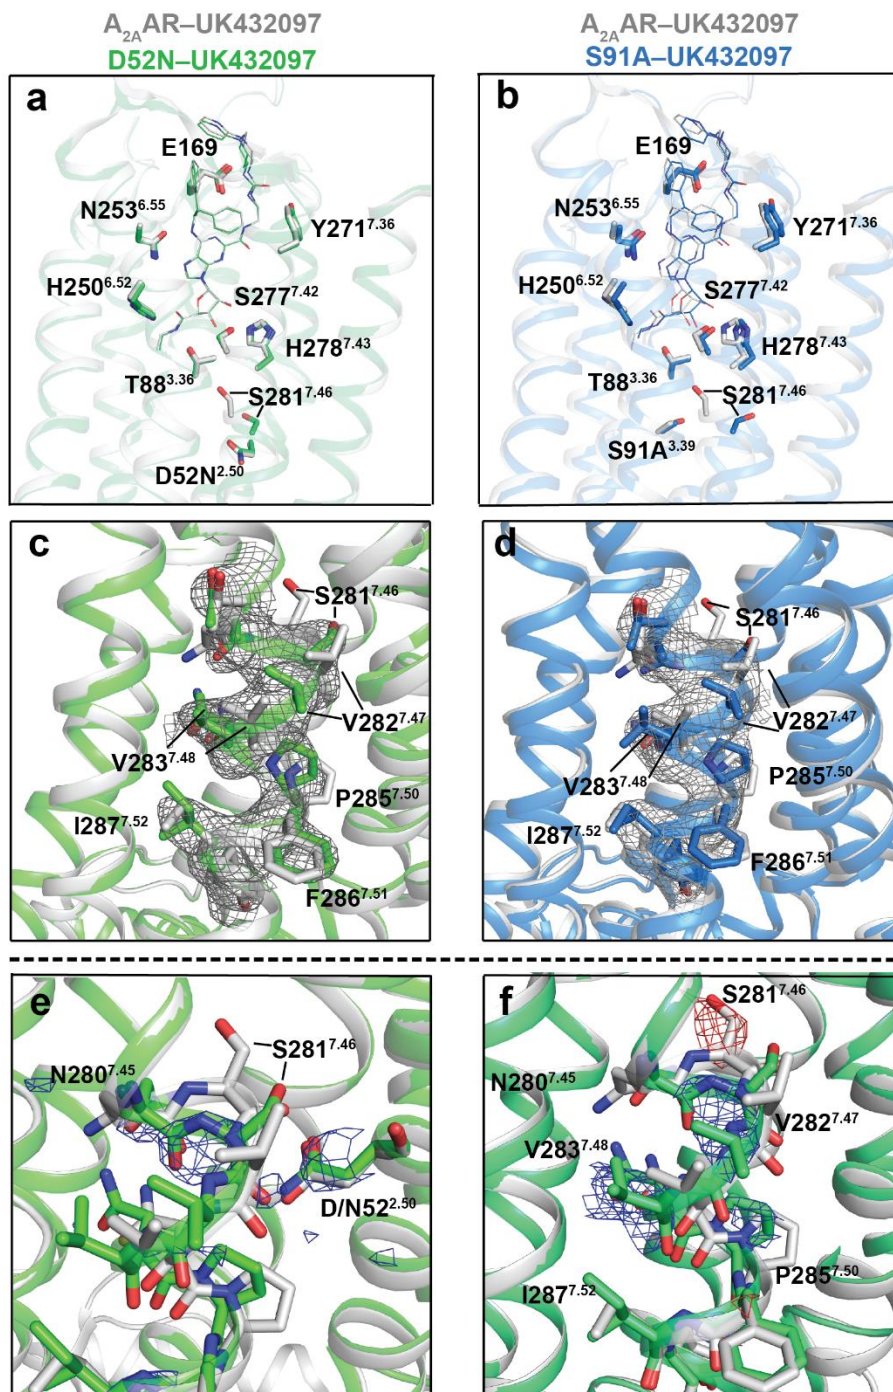 A2AAR–UK432097
D52N–UK432097
A2AAR–UK432097
S91A–UK432097
a
E169
N253^6.55
Y271^7.36
H250^6.52
S277^7.42
H278^7.43
T88^3.36
S281^7.46
D52N^2.50
b
E169
N253^6.55
Y271^7.36
H250^6.52
S277^7.42
H278^7.43
T88^3.36
S281^7.46
S91A^3.39
c
S281^7.46
V282^7.47
V283^7.48
P285^7.50
I287^7.52
F286^7.51
d
S281^7.46
V282^7.47
V283^7.48
P285^7.50
I287^7.52
F286^7.51
e
S281^7.46
N280^7.45
D/N52^2.50
f
S281^7.46
N280^7.45
V282^7.47
V283^7.48
P285^7.50
I287^7.52